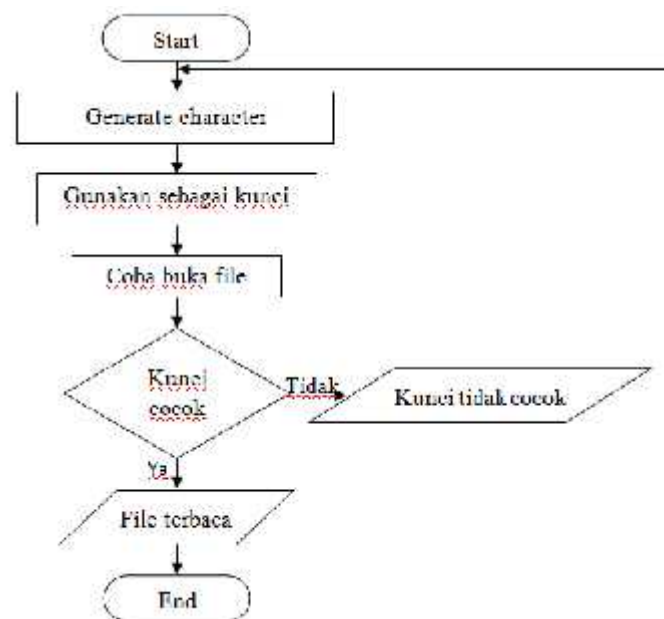 Start
Generate character
Gunakan sebagai kunci
Coba buka file
Kunci
cocok
Tidak
Kunci tidak cocok
Ya
File terbaca
End